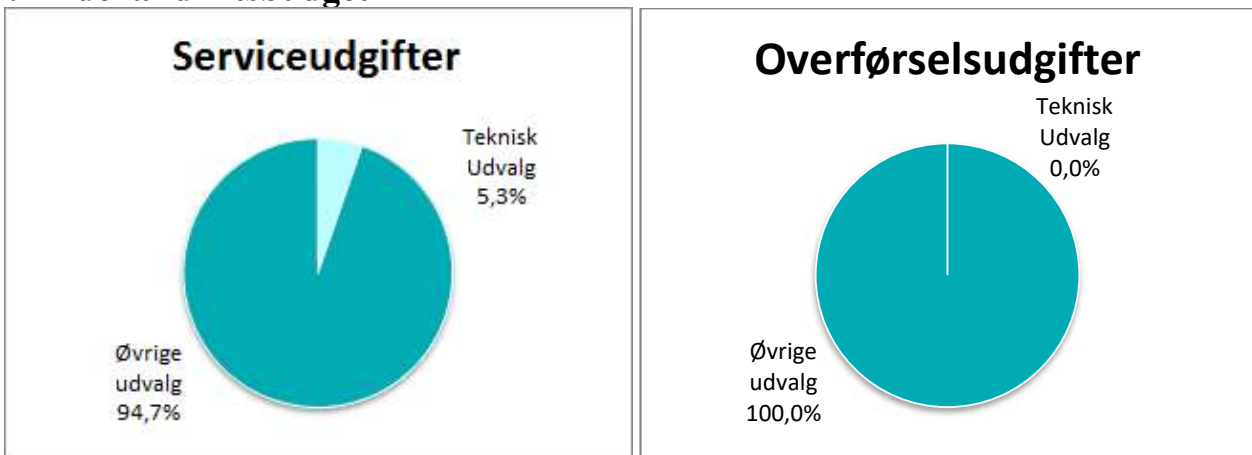 Serviceudgifter
Teknisk
Udvalg
5,3%
Øvrige
udvalg
94,7%
Overførselsudgifter
Teknisk
Udvalg
0,0%
Øvrige
udvalg
100,0%